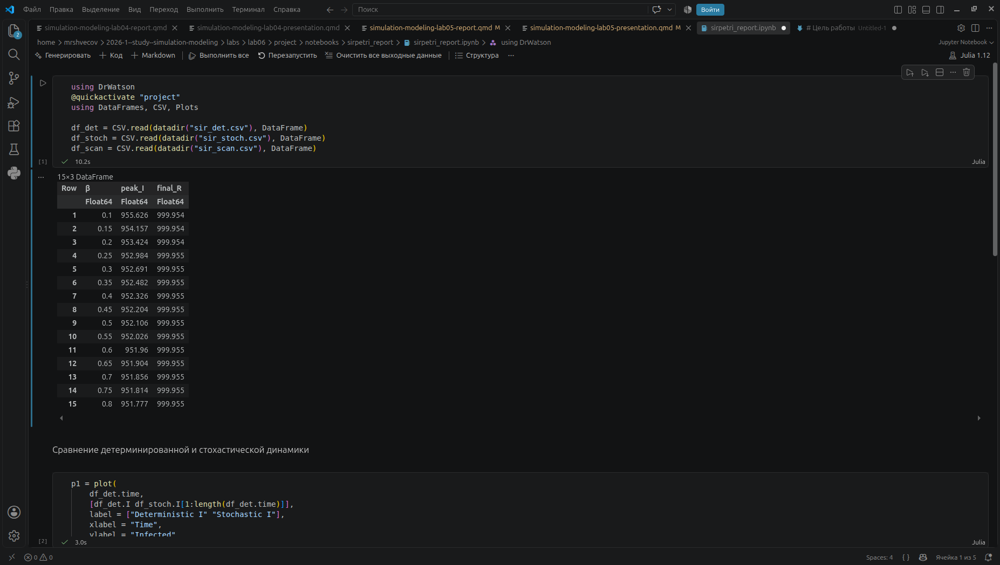 Файл Правка Выделение Вид Переход Выполнить Терминал Справка Поиск Войти
simulation-modeling-lab04-report.qmd simulation-modeling-lab04-presentation.qmd simulation-modeling-lab05-report.qmd M simulation-modeling-lab05-presentation.qmd M sirpetri_report.ipynb # Цель работы Untitled-1
home > mrshvecov > 2026-1--study--simulation-modeling > labs > lab06 > project > notebooks > sirpetri_report > sirpetri_report.ipynb > using DrWatson Jupyter Notebook
Генерировать + Код + Markdown Выполнить все Перезапустить Очистить все выходные данные Структура ... Julia 1.12
using DrWatson
@quickactivate "project"
using DataFrames, CSV, Plots
df_det = CSV.read(datadir("sir_det.csv"), DataFrame)
df_stoch = CSV.read(datadir("sir_stoch.csv"), DataFrame)
df_scan = CSV.read(datadir("sir_scan.csv"), DataFrame)
[1] 10.2s Julia
15×3 DataFrame
Row β peak_I final_R
Float64 Float64 Float64
1 0.1 955.626 999.954
2 0.15 954.157 999.954
3 0.2 953.424 999.954
4 0.25 952.984 999.955
5 0.3 952.691 999.955
6 0.35 952.482 999.955
7 0.4 952.326 999.955
8 0.45 952.204 999.955
9 0.5 952.106 999.955
10 0.55 952.026 999.955
11 0.6 951.96 999.955
12 0.65 951.904 999.955
13 0.7 951.856 999.955
14 0.75 951.814 999.955
15 0.8 951.777 999.955
Сравнение детерминированной и стохастической динамики
p1 = plot(
df_det.time,
[df_det.I df_stoch.I[1:length(df_det.time)]],
label = ["Deterministic I" "Stochastic I"],
xlabel = "Time",
ylabel = "Infected"
[2] 3.0s Julia
0 0 Spaces: 4 { } Ячейка 1 из 5
2